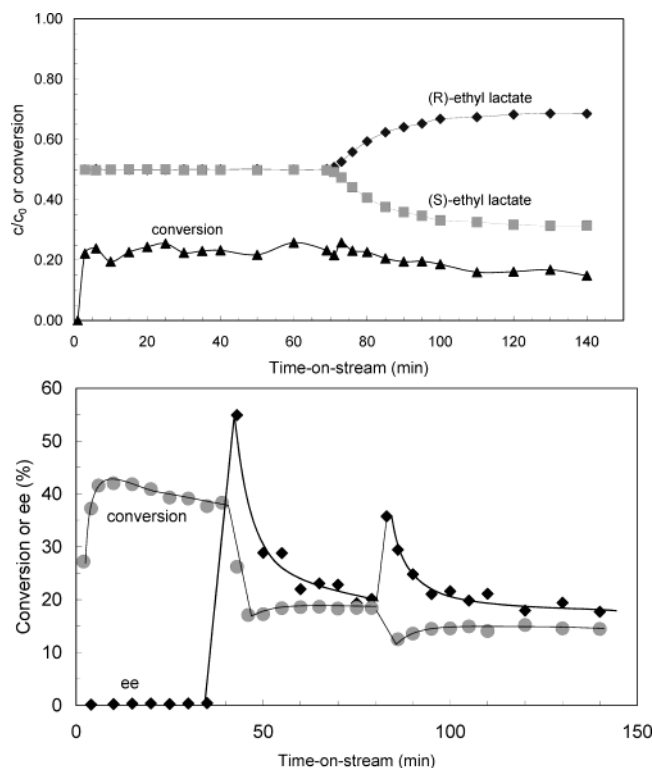 1.00
0.80
(R)-ethyl lactate
0.60
c/c0 or conversion
0.40
(S)-ethyl lactate
conversion
0.20
0.00
0 20 40 60 80 100 120 140
Time-on-stream (min)
60
50
40
conversion
Conversion or ee (%)
30
20
10
ee
0
0 50 100 150
Time-on-stream (min)